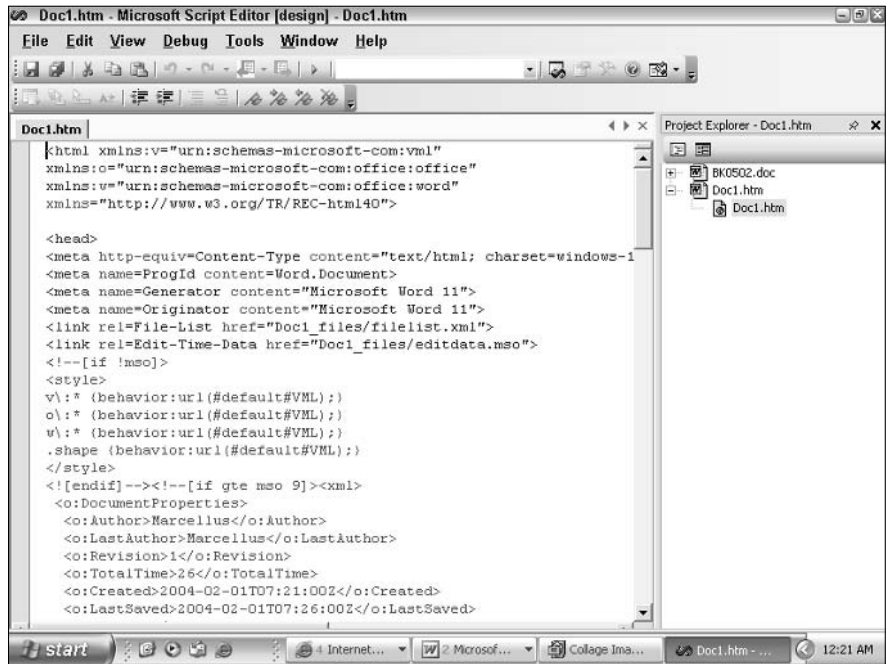 Doc1.htm - Microsoft Script Editor [design] - Doc1.htm
File Edit View Debug Tools Window Help
Doc1.htm
<html xmlns:v="urn:schemas-microsoft-com:vml"
xmlns:o="urn:schemas-microsoft-com:office:office"
xmlns:w="urn:schemas-microsoft-com:office:word"
xmlns="http://www.w3.org/TR/REC-html40">
<head>
<meta http-equiv=Content-Type content="text/html; charset=windows-1
<meta name=ProgId content=Word.Document>
<meta name=Generator content="Microsoft Word 11">
<meta name=Originator content="Microsoft Word 11">
<link rel=File-List href="Doc1_files/filelist.xml">
<link rel=Edit-Time-Data href="Doc1_files/editdata.mso">
<!--[if !mso]>
<style>
v\:* {behavior:url(#default#VML);}
o\:* {behavior:url(#default#VML);}
w\:* {behavior:url(#default#VML);}
.shape {behavior:url(#default#VML);}
</style>
<![endif]--><!--[if gte mso 9]><xml>
<o:DocumentProperties>
<o:Author>Marcellus</o:Author>
<o:LastAuthor>Marcellus</o:LastAuthor>
<o:Revision>1</o:Revision>
<o:TotalTime>26</o:TotalTime>
<o:Created>2004-02-01T07:21:00Z</o:Created>
<o:LastSaved>2004-02-01T07:26:00Z</o:LastSaved>
Project Explorer - Doc1.htm
BK0502.doc
Doc1.htm
Doc1.htm
start
4 Internet...
2 Microsof...
Collage Ima...
Doc1.htm - ...
12:21 AM